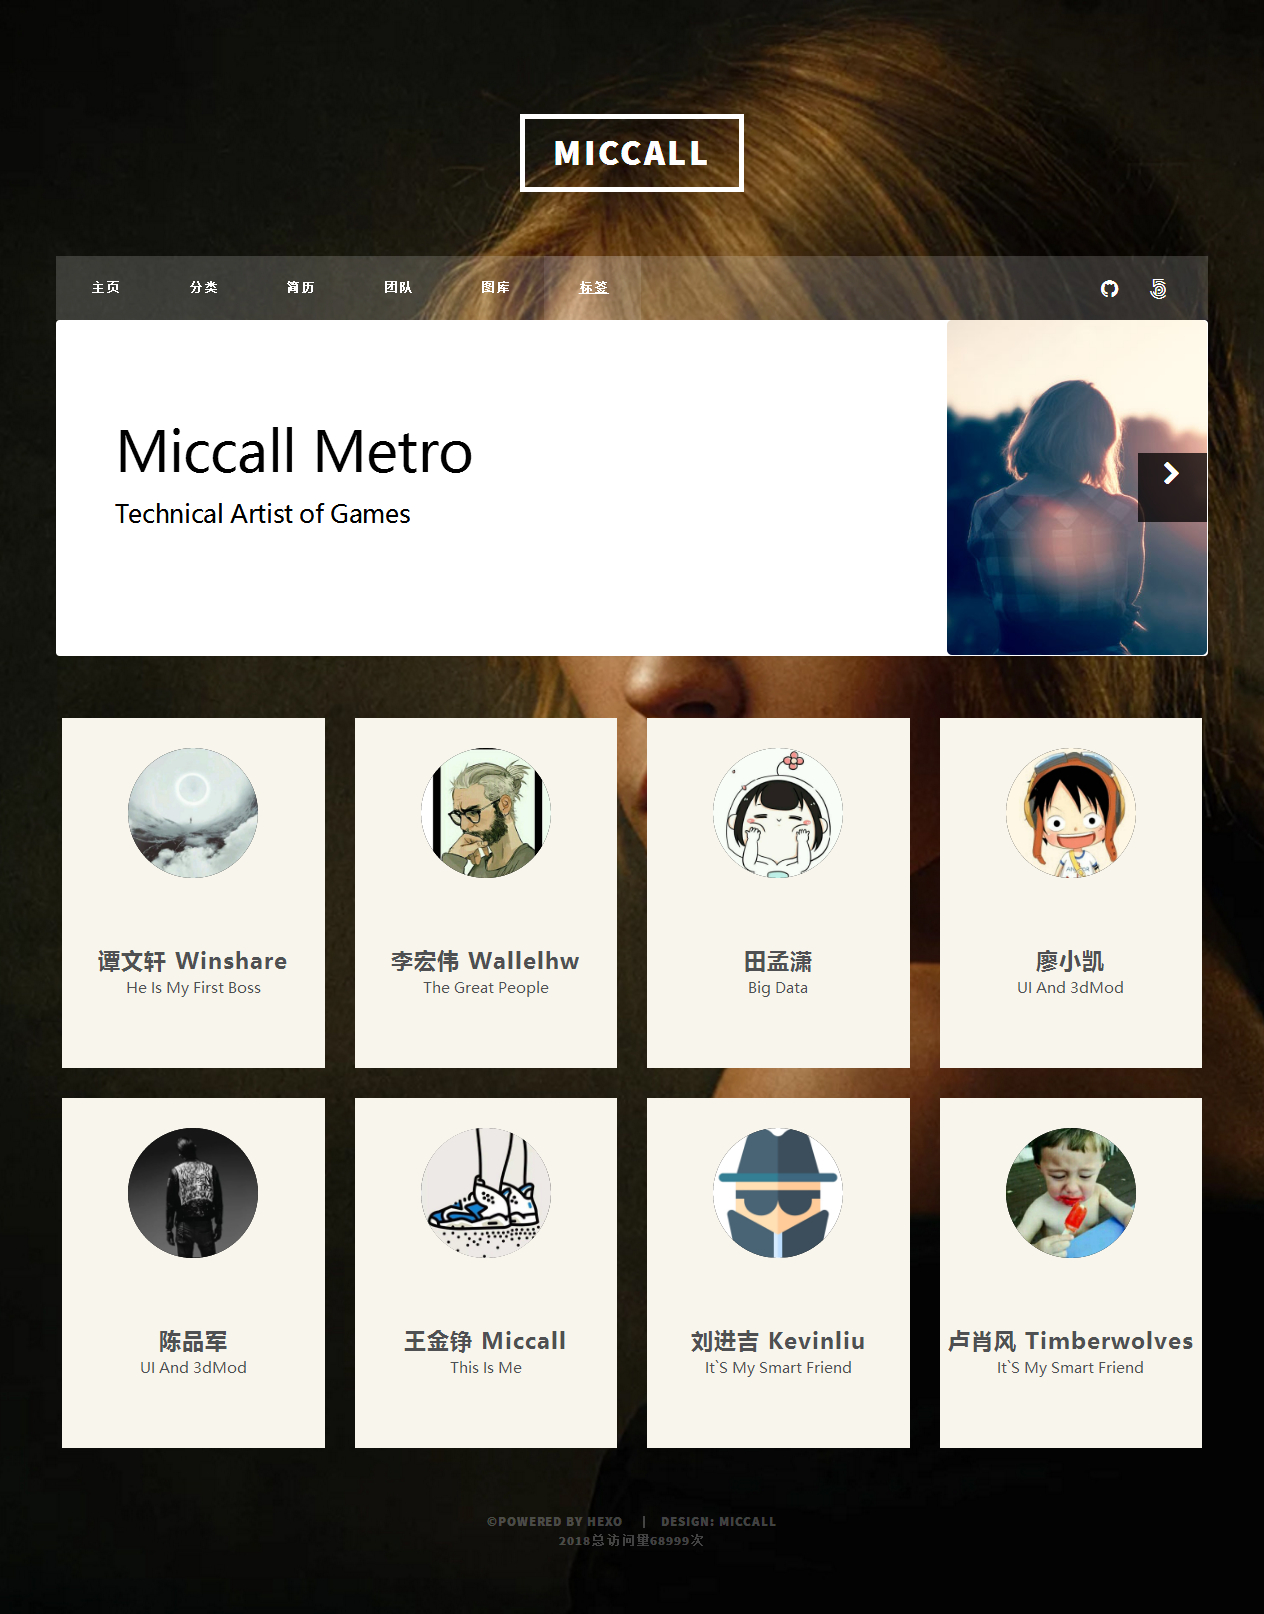 MICCALL
主页 分类 简历 团队 图库 标签
Miccall Metro
Technical Artist of Games
谭文轩 Winshare
He Is My First Boss
李宏伟 Wallelhw
The Great People
田孟潇
Big Data
廖小凯
UI And 3dMod
陈品军
UI And 3dMod
王金铮 Miccall
This Is Me
刘进吉 Kevinliu
It`S My Smart Friend
卢肖风 Timberwolves
It`S My Smart Friend
©POWERED BY HEXO | DESIGN: MICCALL
2018总访问量68999次